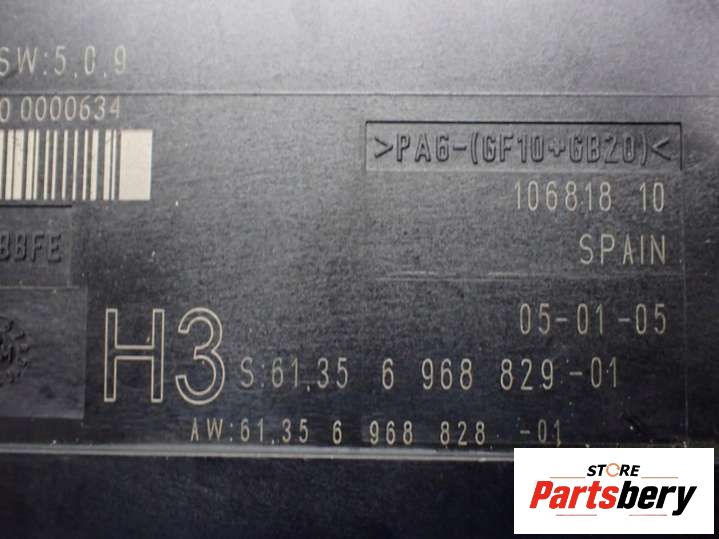 SW:5.0.9
0 0000634
>PA6-(GF10+GB20)<
106818 10
88FE
SPAIN
05-01-05
H3 S:61.35 6 968 829-01
AW:61.35 6 968 828 -01
STORE
Partsbery